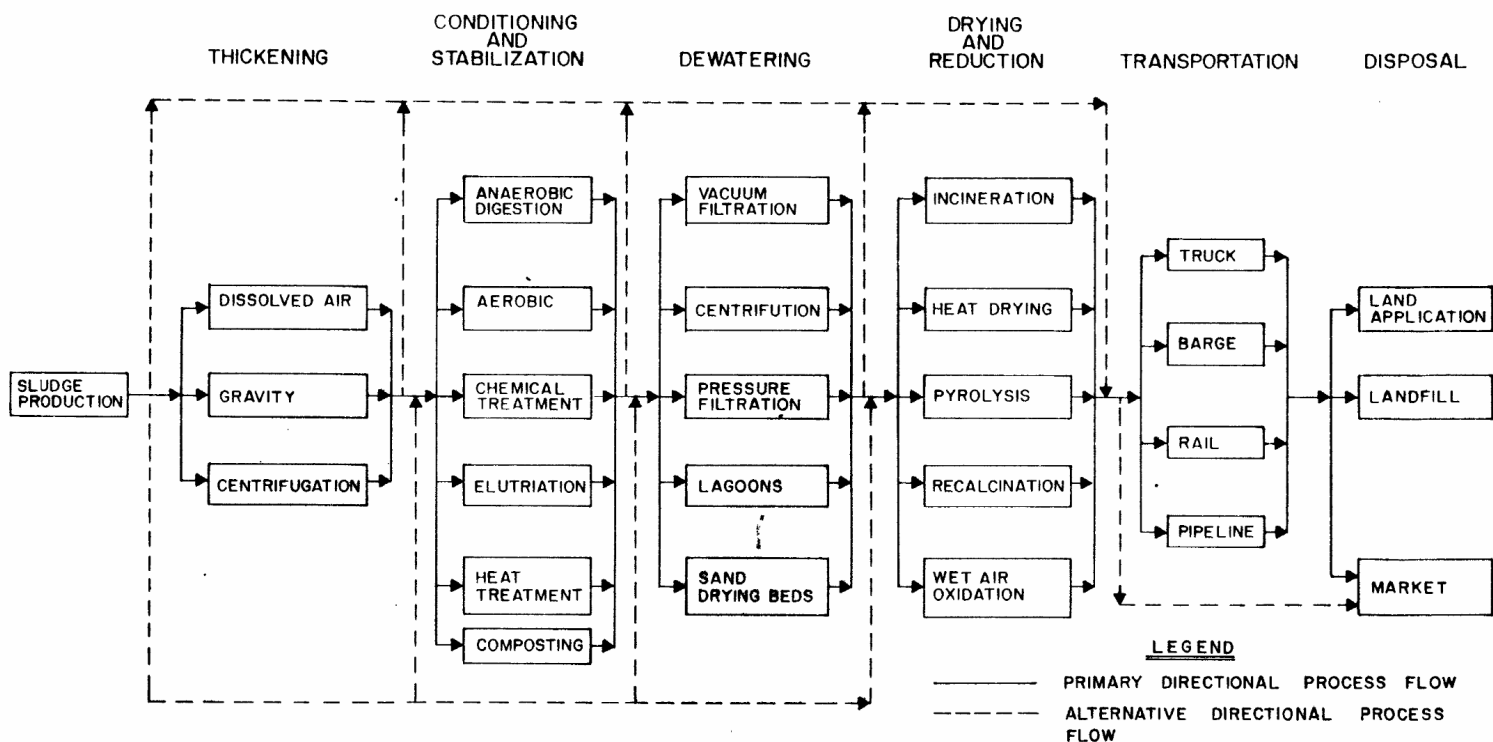 THICKENING
CONDITIONING
AND
STABILIZATION
DEWATERING
DRYING
AND
REDUCTION
TRANSPORTATION
DISPOSAL
SLUDGE
PRODUCTION
DISSOLVED AIR
GRAVITY
CENTRIFUGATION
ANAEROBIC
DIGESTION
AEROBIC
CHEMICAL
TREATMENT
ELUTRIATION
HEAT
TREATMENT
COMPOSTING
VACUUM
FILTRATION
CENTRIFUTION
PRESSURE
FILTRATION
LAGOONS
SAND
DRYING BEDS
INCINERATION
HEAT DRYING
PYROLYSIS
RECALCINATION
WET AIR
OXIDATION
TRUCK
BARGE
RAIL
PIPELINE
LAND
APPLICATION
LANDFILL
MARKET
LEGEND
PRIMARY DIRECTIONAL PROCESS FLOW
ALTERNATIVE DIRECTIONAL PROCESS
FLOW